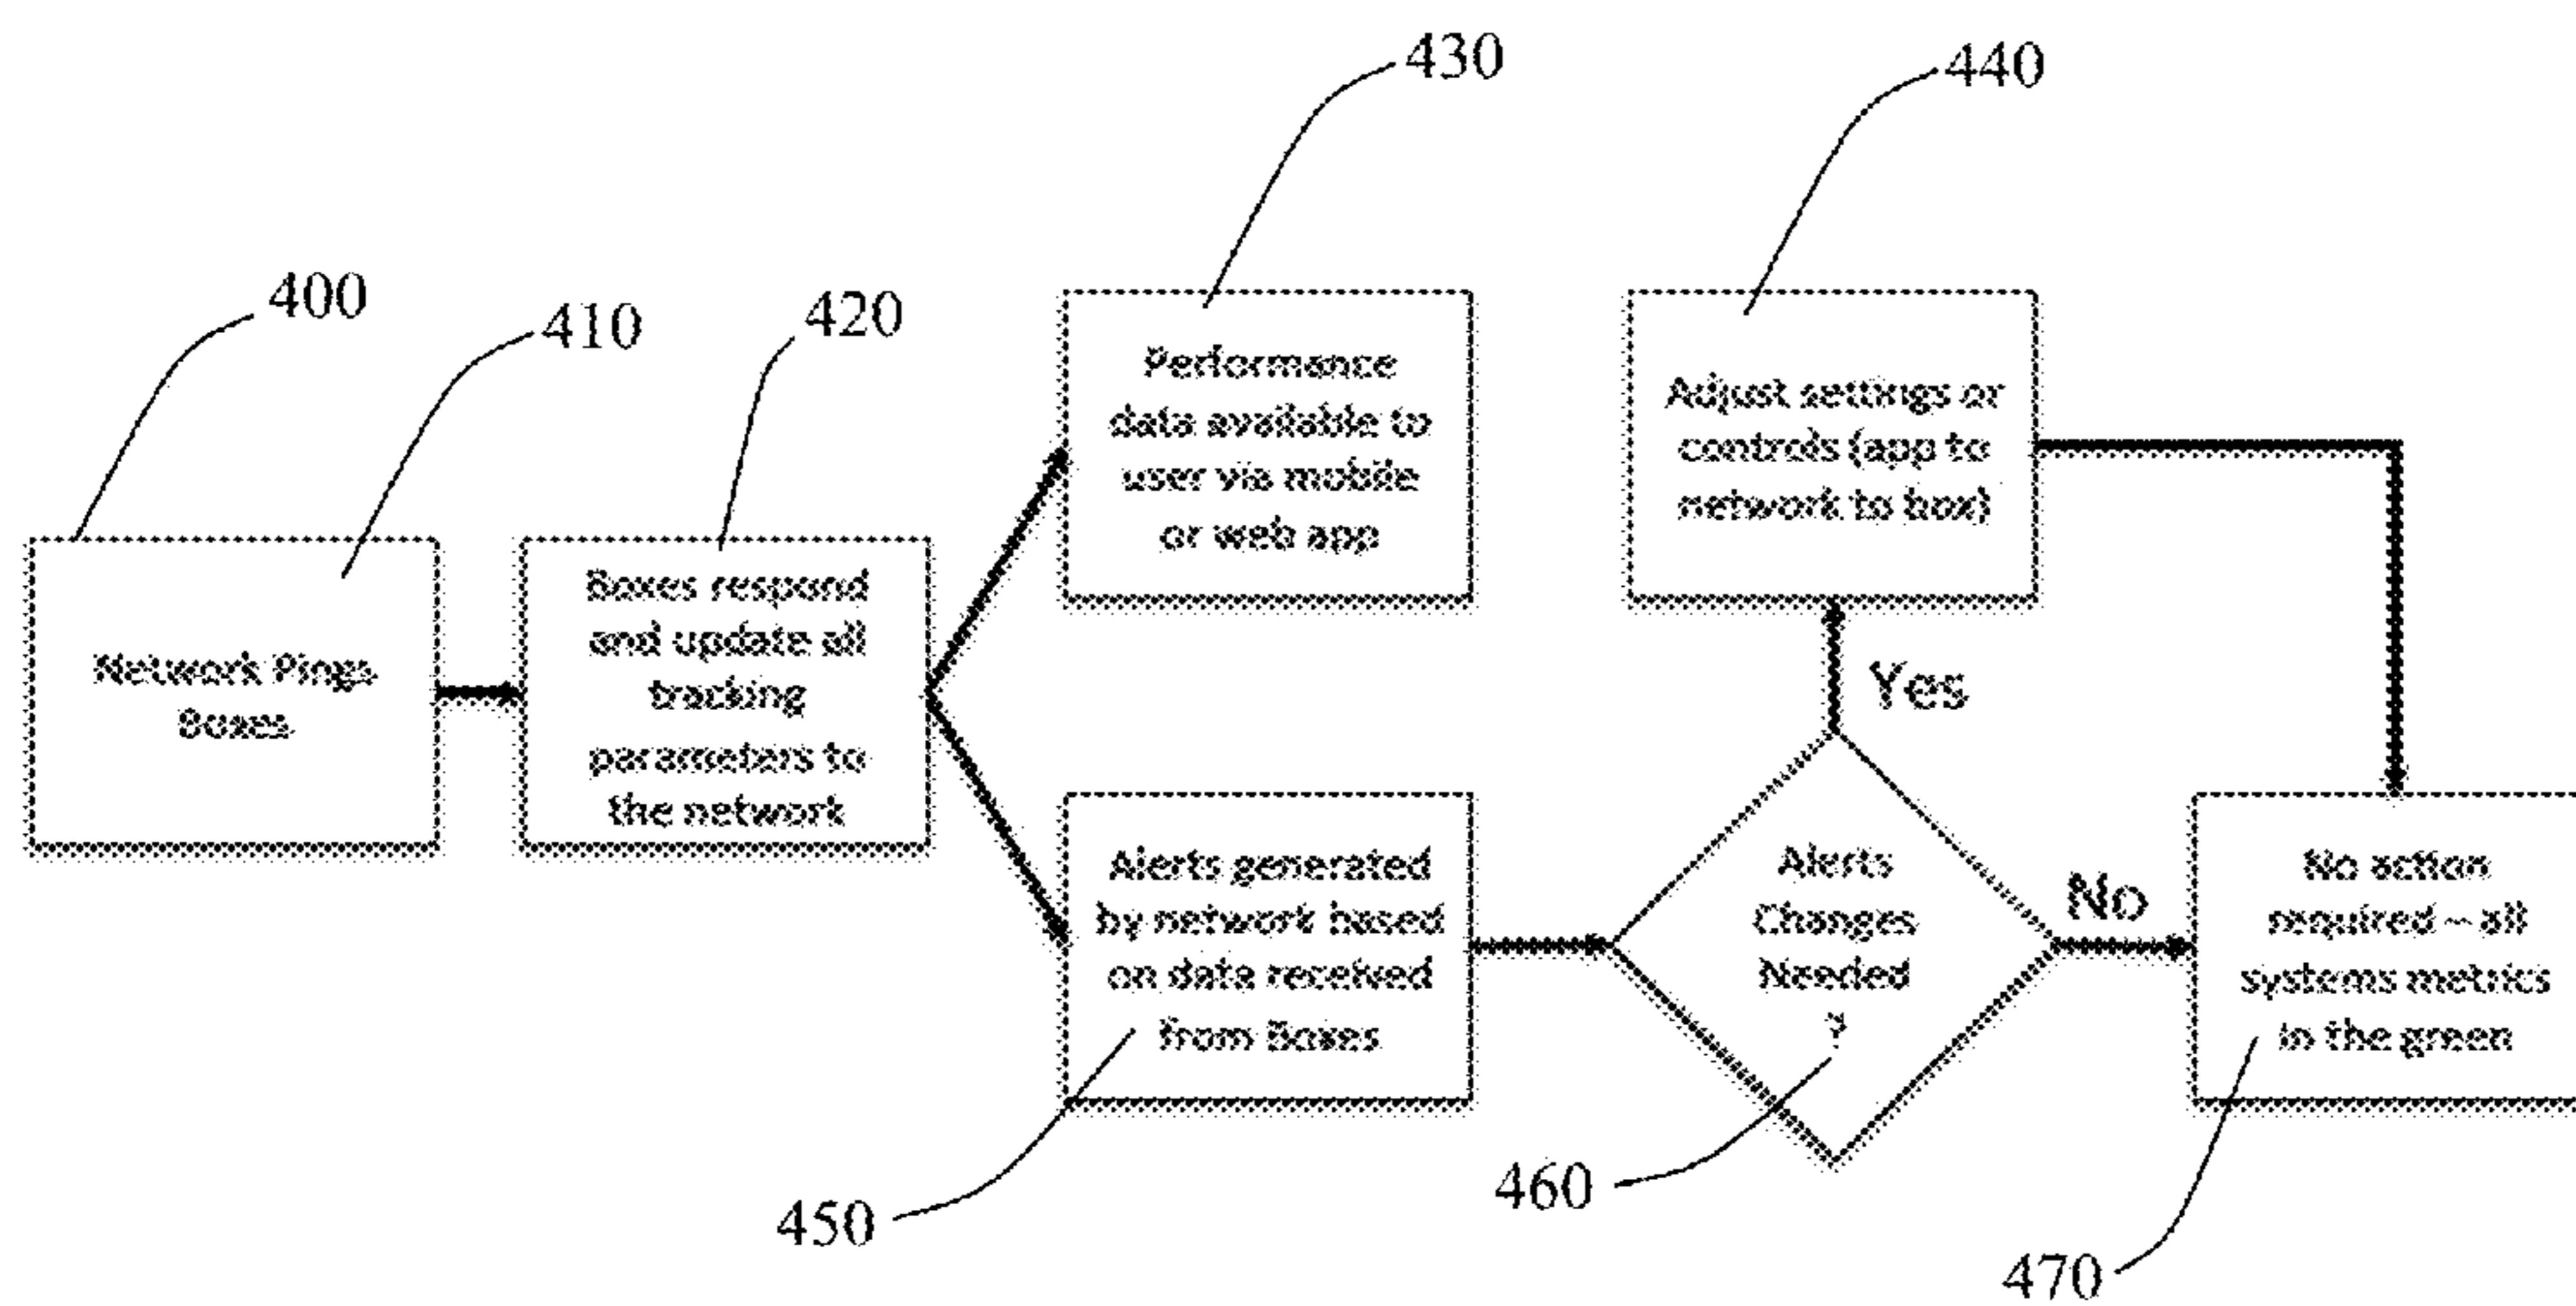 430
440
400
410
420
Network Pings
Boxes
Boxes respond
and update all
tracking
parameters to
the network
Performance
data available to
user via mobile
or web app
Adjust settings or
controls (app to
network to box)
Yes
Alerts generated
by network based
on data received
from Boxes
Alerts
Changes
Needed
?
No
No action
required – all
systems metrics
in the green
450
460
470